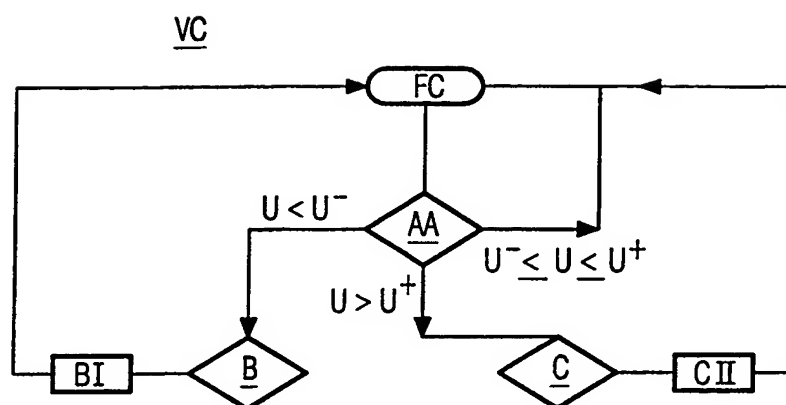 VC
FC
U < U⁻
AA
U⁻ ≤ U ≤ U⁺
U > U⁺
BI
B
C
CII